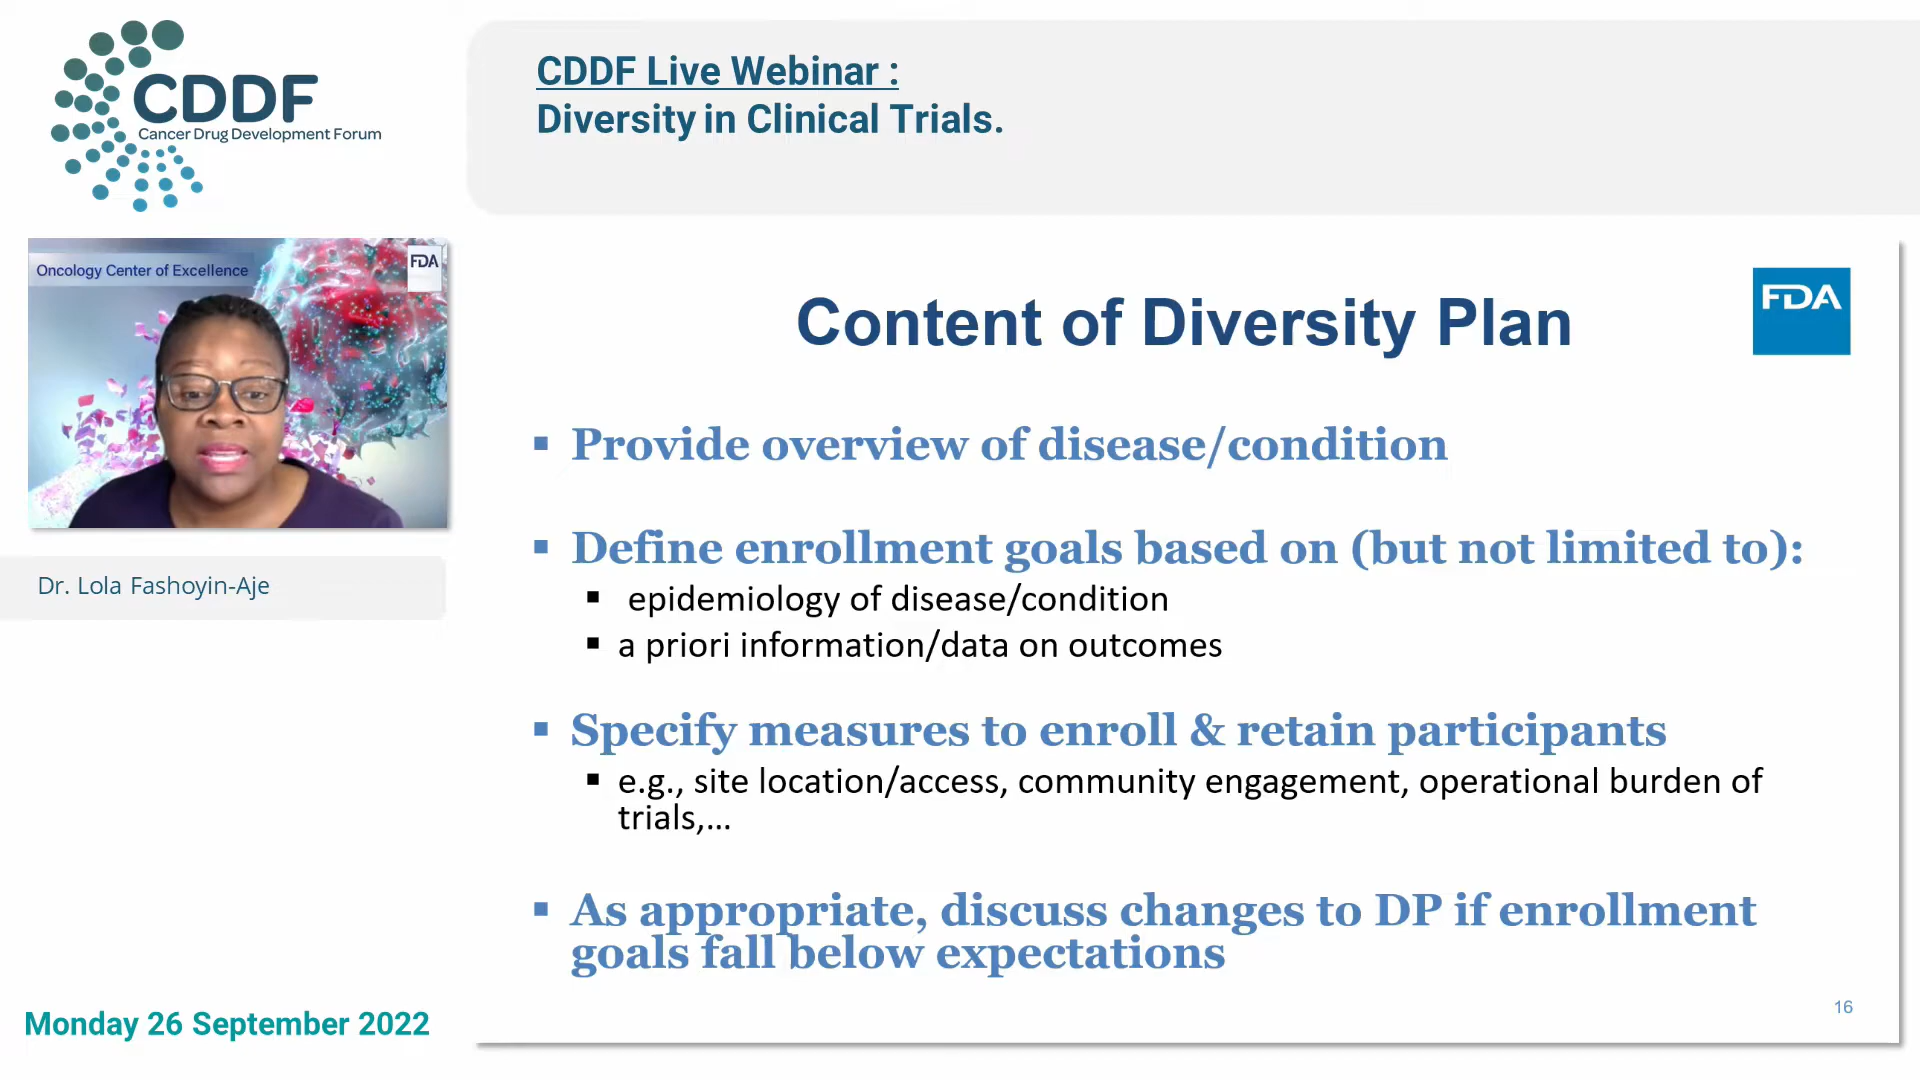 CDDF
Cancer Drug Development Forum
CDDF Live Webinar :
Diversity in Clinical Trials.
Oncology Center of Excellence
FDA
Dr. Lola Fashoyin-Aje
Monday 26 September 2022
FDA
Content of Diversity Plan
▪ Provide overview of disease/condition
▪ Define enrollment goals based on (but not limited to):
▪ epidemiology of disease/condition
▪ a priori information/data on outcomes
▪ Specify measures to enroll & retain participants
▪ e.g., site location/access, community engagement, operational burden of
trials,...
▪ As appropriate, discuss changes to DP if enrollment
goals fall below expectations
16